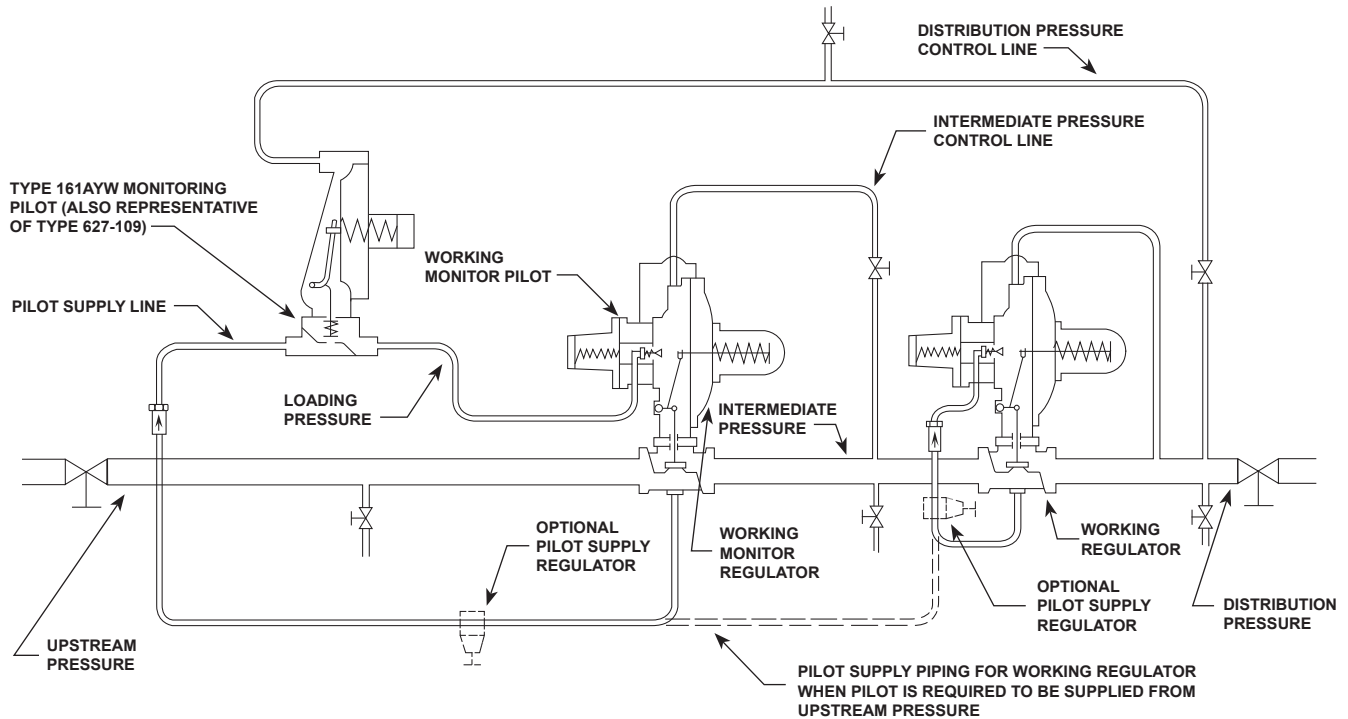 DISTRIBUTION PRESSURE
CONTROL LINE
INTERMEDIATE PRESSURE
CONTROL LINE
TYPE 161AYW MONITORING
PILOT (ALSO REPRESENTATIVE
OF TYPE 627-109)
WORKING
MONITOR PILOT
PILOT SUPPLY LINE
LOADING
PRESSURE
INTERMEDIATE
PRESSURE
OPTIONAL
PILOT SUPPLY
REGULATOR
WORKING
MONITOR
REGULATOR
WORKING
REGULATOR
OPTIONAL
PILOT SUPPLY
REGULATOR
DISTRIBUTION
PRESSURE
UPSTREAM
PRESSURE
PILOT SUPPLY PIPING FOR WORKING REGULATOR
WHEN PILOT IS REQUIRED TO BE SUPPLIED FROM
UPSTREAM PRESSURE